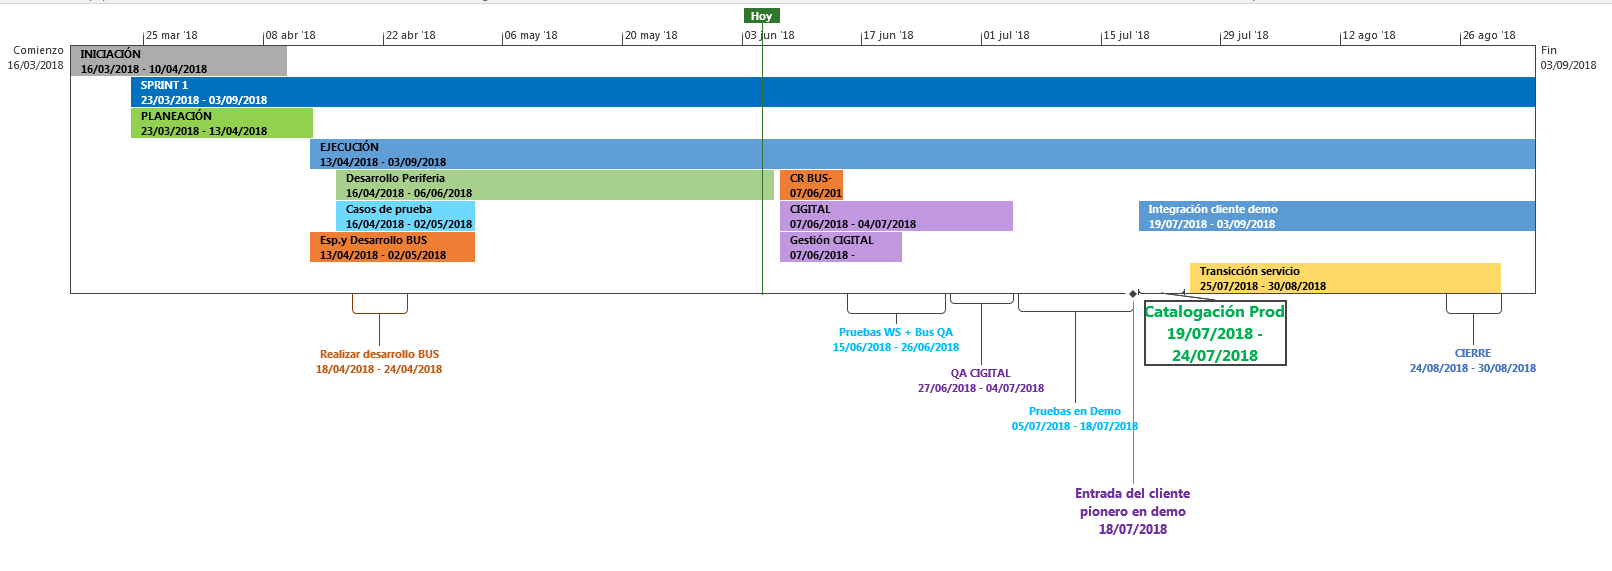 Hoy
25 mar '18
08 abr '18
22 abr '18
06 may '18
20 may '18
03 jun '18
17 jun '18
01 jul '18
15 jul '18
29 jul '18
12 ago '18
26 ago '18
Comienzo
16/03/2018
Fin
03/09/2018
INICIACIÓN
16/03/2018 - 10/04/2018
SPRINT 1
23/03/2018 - 03/09/2018
PLANEACIÓN
23/03/2018 - 13/04/2018
EJECUCIÓN
13/04/2018 - 03/09/2018
Desarrollo Periferia
16/04/2018 - 06/06/2018
CR BUS-
07/06/201
Casos de prueba
16/04/2018 - 02/05/2018
CIGITAL
07/06/2018 - 04/07/2018
Integración cliente demo
19/07/2018 - 03/09/2018
Esp.y Desarrollo BUS
13/04/2018 - 02/05/2018
Gestión CIGITAL
07/06/2018 -
Transicción servicio
25/07/2018 - 30/08/2018
Realizar desarrollo BUS
18/04/2018 - 24/04/2018
Pruebas WS + Bus QA
15/06/2018 - 26/06/2018
QA CIGITAL
27/06/2018 - 04/07/2018
Pruebas en Demo
05/07/2018 - 18/07/2018
Catalogación Prod
19/07/2018 -
24/07/2018
CIERRE
24/08/2018 - 30/08/2018
Entrada del cliente
pionero en demo
18/07/2018